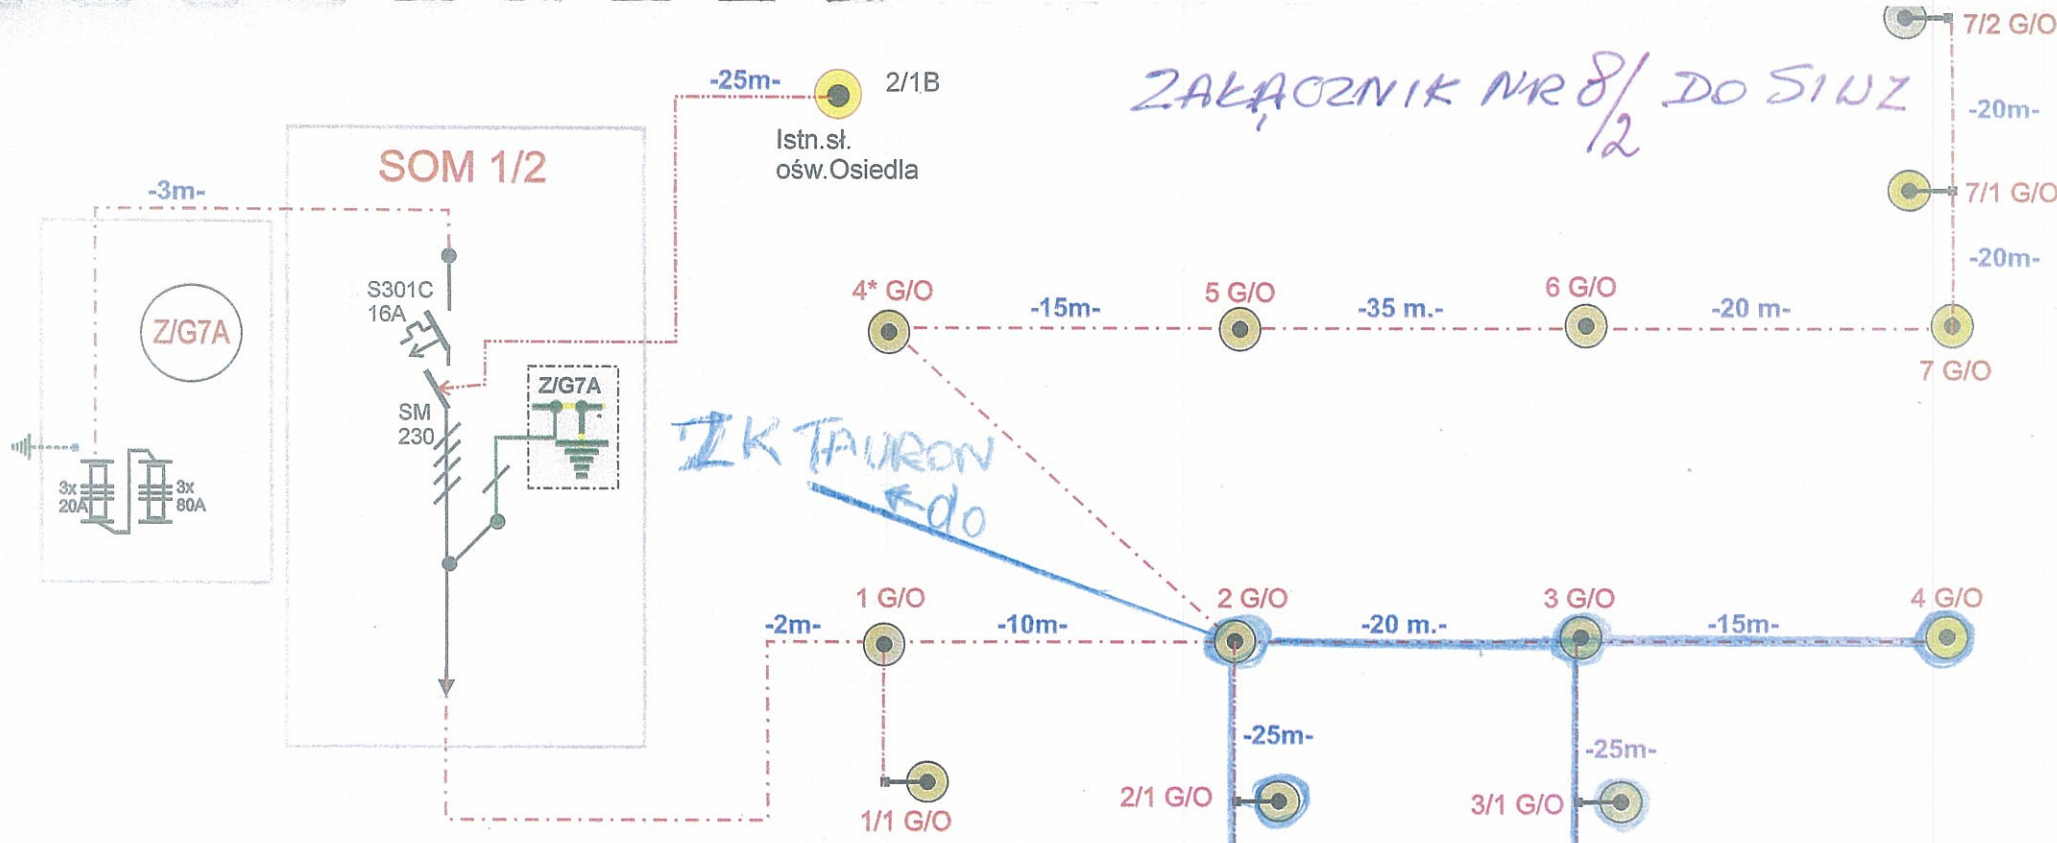 7/2 G/O
-25m-
2/1B
ZAŁĄCZNIK NR 8/2 DO SIWZ
-20m-
Istn.sł.
ośw.Osiedla
SOM 1/2
-3m-
7/1 G/O
-20m-
S301C
16A
Z/G7A
4* G/O
-15m-
5 G/O
-35 m.-
6 G/O
-20 m-
7 G/O
Z/G7A
SM
230
ZK TAURON
←do
3x
20A
3x
80A
1 G/O
2 G/O
3 G/O
4 G/O
-2m-
-10m-
-20 m.-
-15m-
-25m-
-25m-
2/1 G/O
3/1 G/O
1/1 G/O